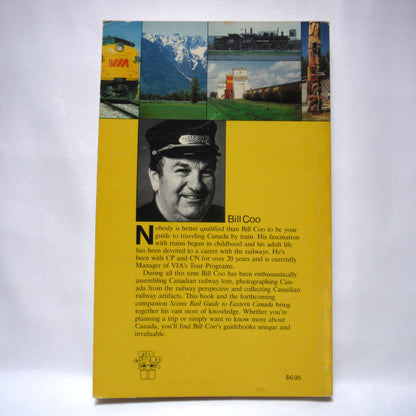 VIA
Bill Coo
Nobody is better qualified than Bill Coo to be your
guide to traveling Canada by train. His fascination
with trains began in childhood and his adult life
has been devoted to a career with the railways. He's
been with CP and CN for over 20 years and is currently
Manager of VIA's Tour Programs.
During all this time Bill Coo has been enthusiastically
assembling Canadian railway lore, photographing Can-
ada from the railway perspective and collecting Canadian
railway artifacts. This book and the forthcoming
companion Scenic Rail Guide to Eastern Canada bring
together his vast store of knowledge. Whether you're
planning a trip or simply want to know more about
Canada, you'll find Bill Coo's guidebooks unique and
invaluable.
GREY
de PENCIER
BOOKS
$6.95